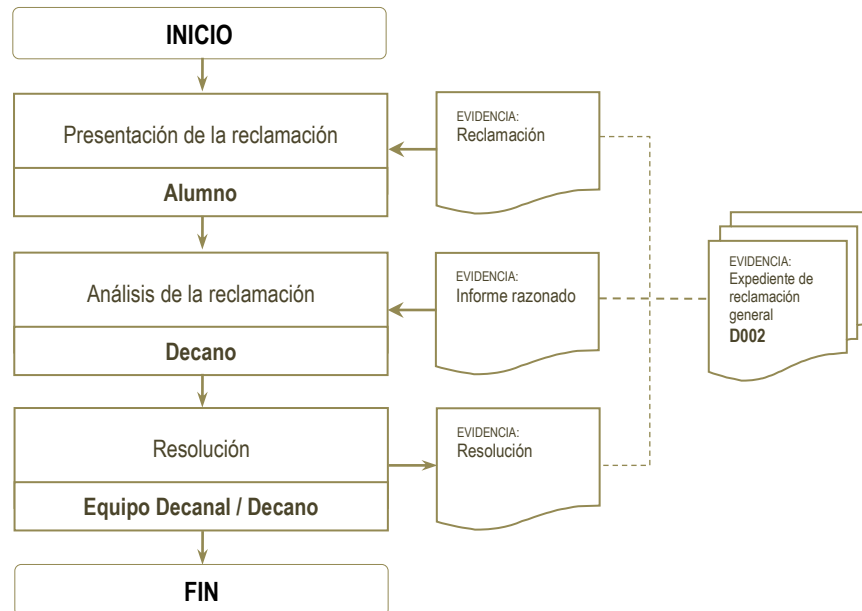 INICIO
Presentación de la reclamación
Alumno
EVIDENCIA:
Reclamación
Análisis de la reclamación
Decano
EVIDENCIA:
Informe razonado
EVIDENCIA:
Expediente de
reclamación
general
D002
Resolución
Equipo Decanal / Decano
EVIDENCIA:
Resolución
FIN